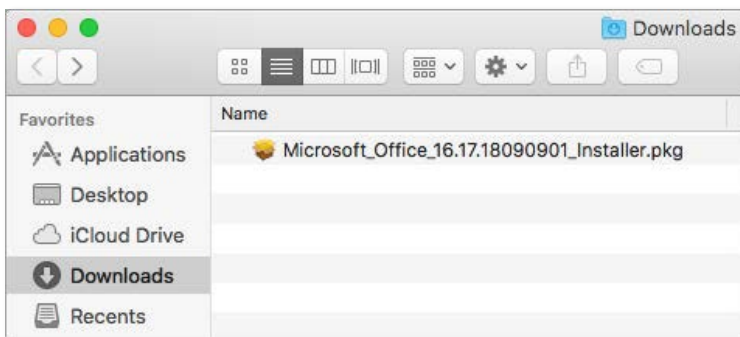 Downloads
Favorites
Name
Applications
Microsoft_Office_16.17.18090901_Installer.pkg
Desktop
iCloud Drive
Downloads
Recents